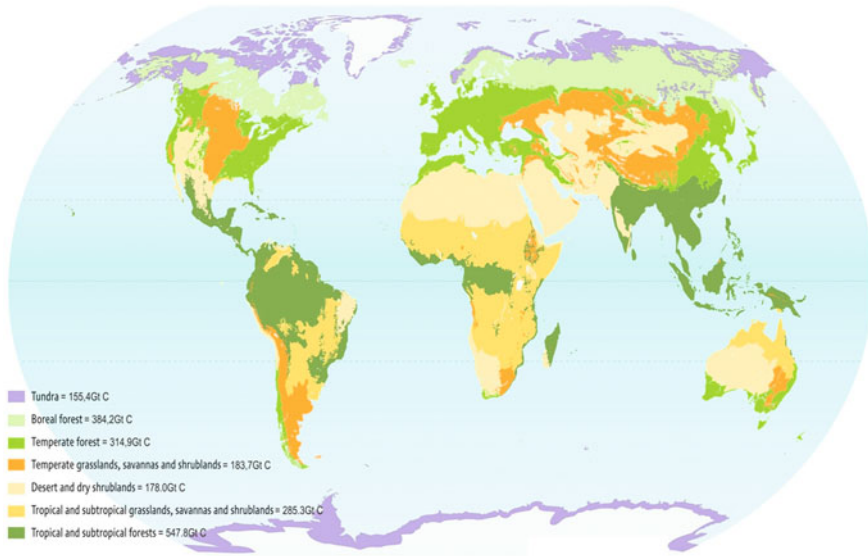 Tundra = 155,4Gt C
Boreal forest = 384,2Gt C
Temperate forest = 314,9Gt C
Temperate grasslands, savannas and shrublands = 183,7Gt C
Desert and dry shrublands = 178.0Gt C
Tropical and subtropical grasslands, savannas and shrublands = 285.3Gt C
Tropical and subtropical forests = 547.8Gt C